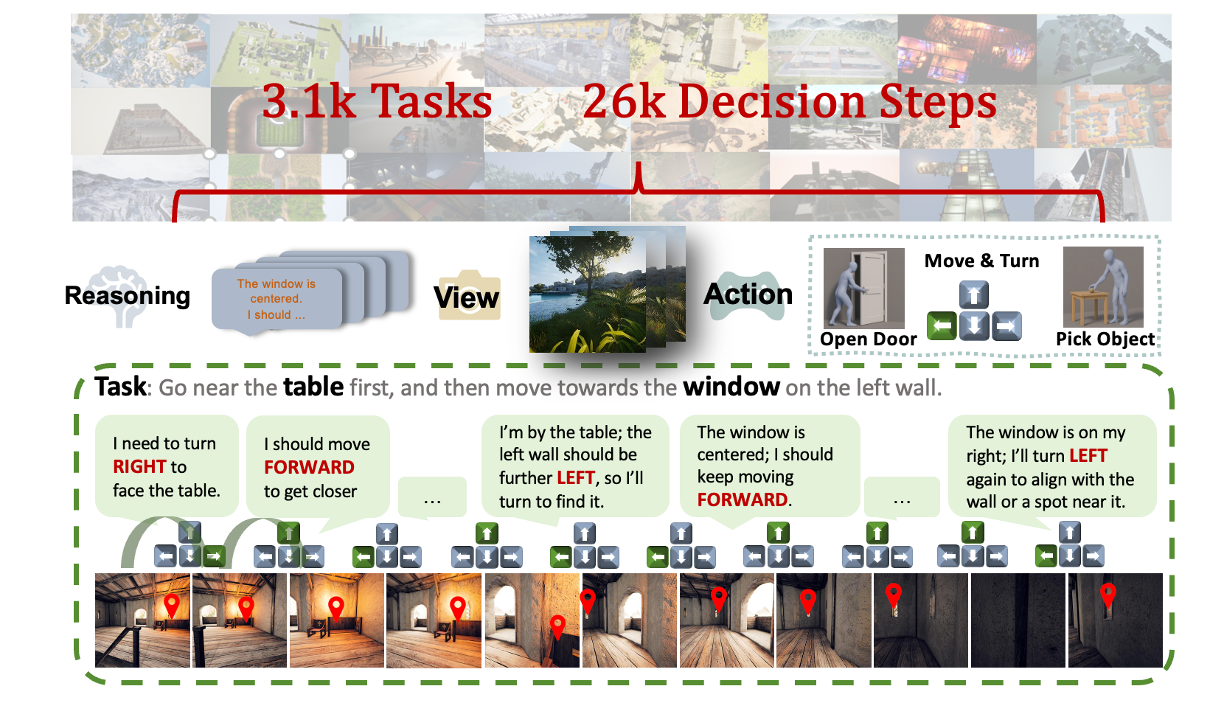 3.1k Tasks 26k Decision Steps
Reasoning
The window is
centered.
I should ...
View
Action
Move & Turn
Open Door
Pick Object
Task: Go near the table first, and then move towards the window on the left wall.
I need to turn
RIGHT to
face the table.
I should move
FORWARD
to get closer
...
I’m by the table; the
left wall should be
further LEFT, so I’ll
turn to find it.
The window is
centered; I should
keep moving
FORWARD.
...
The window is on my
right; I’ll turn LEFT
again to align with the
wall or a spot near it.